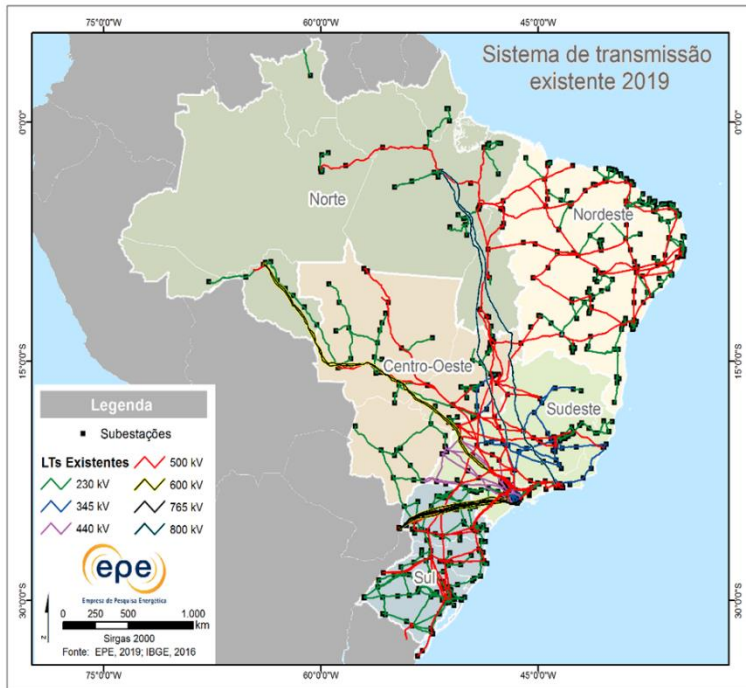 75°0'0"W 60°0'0"W 45°0'0"W
Sistema de transmissão
existente 2019
0°0'0" 0°0'0"
Norte
Nordeste
15°0'0"S 15°0'0"S
Centro-Oeste
Sudeste
Sul
Legenda
Subestações
LTs Existentes
500 kV
230 kV
600 kV
345 kV
765 kV
440 kV
800 kV
epe
Empresa de Pesquisa Energética
0 250 500 1.000
km
Sirgas 2000
Fonte: EPE, 2019; IBGE, 2016
N
30°0'0"S 30°0'0"S
75°0'0"W 60°0'0"W 45°0'0"W